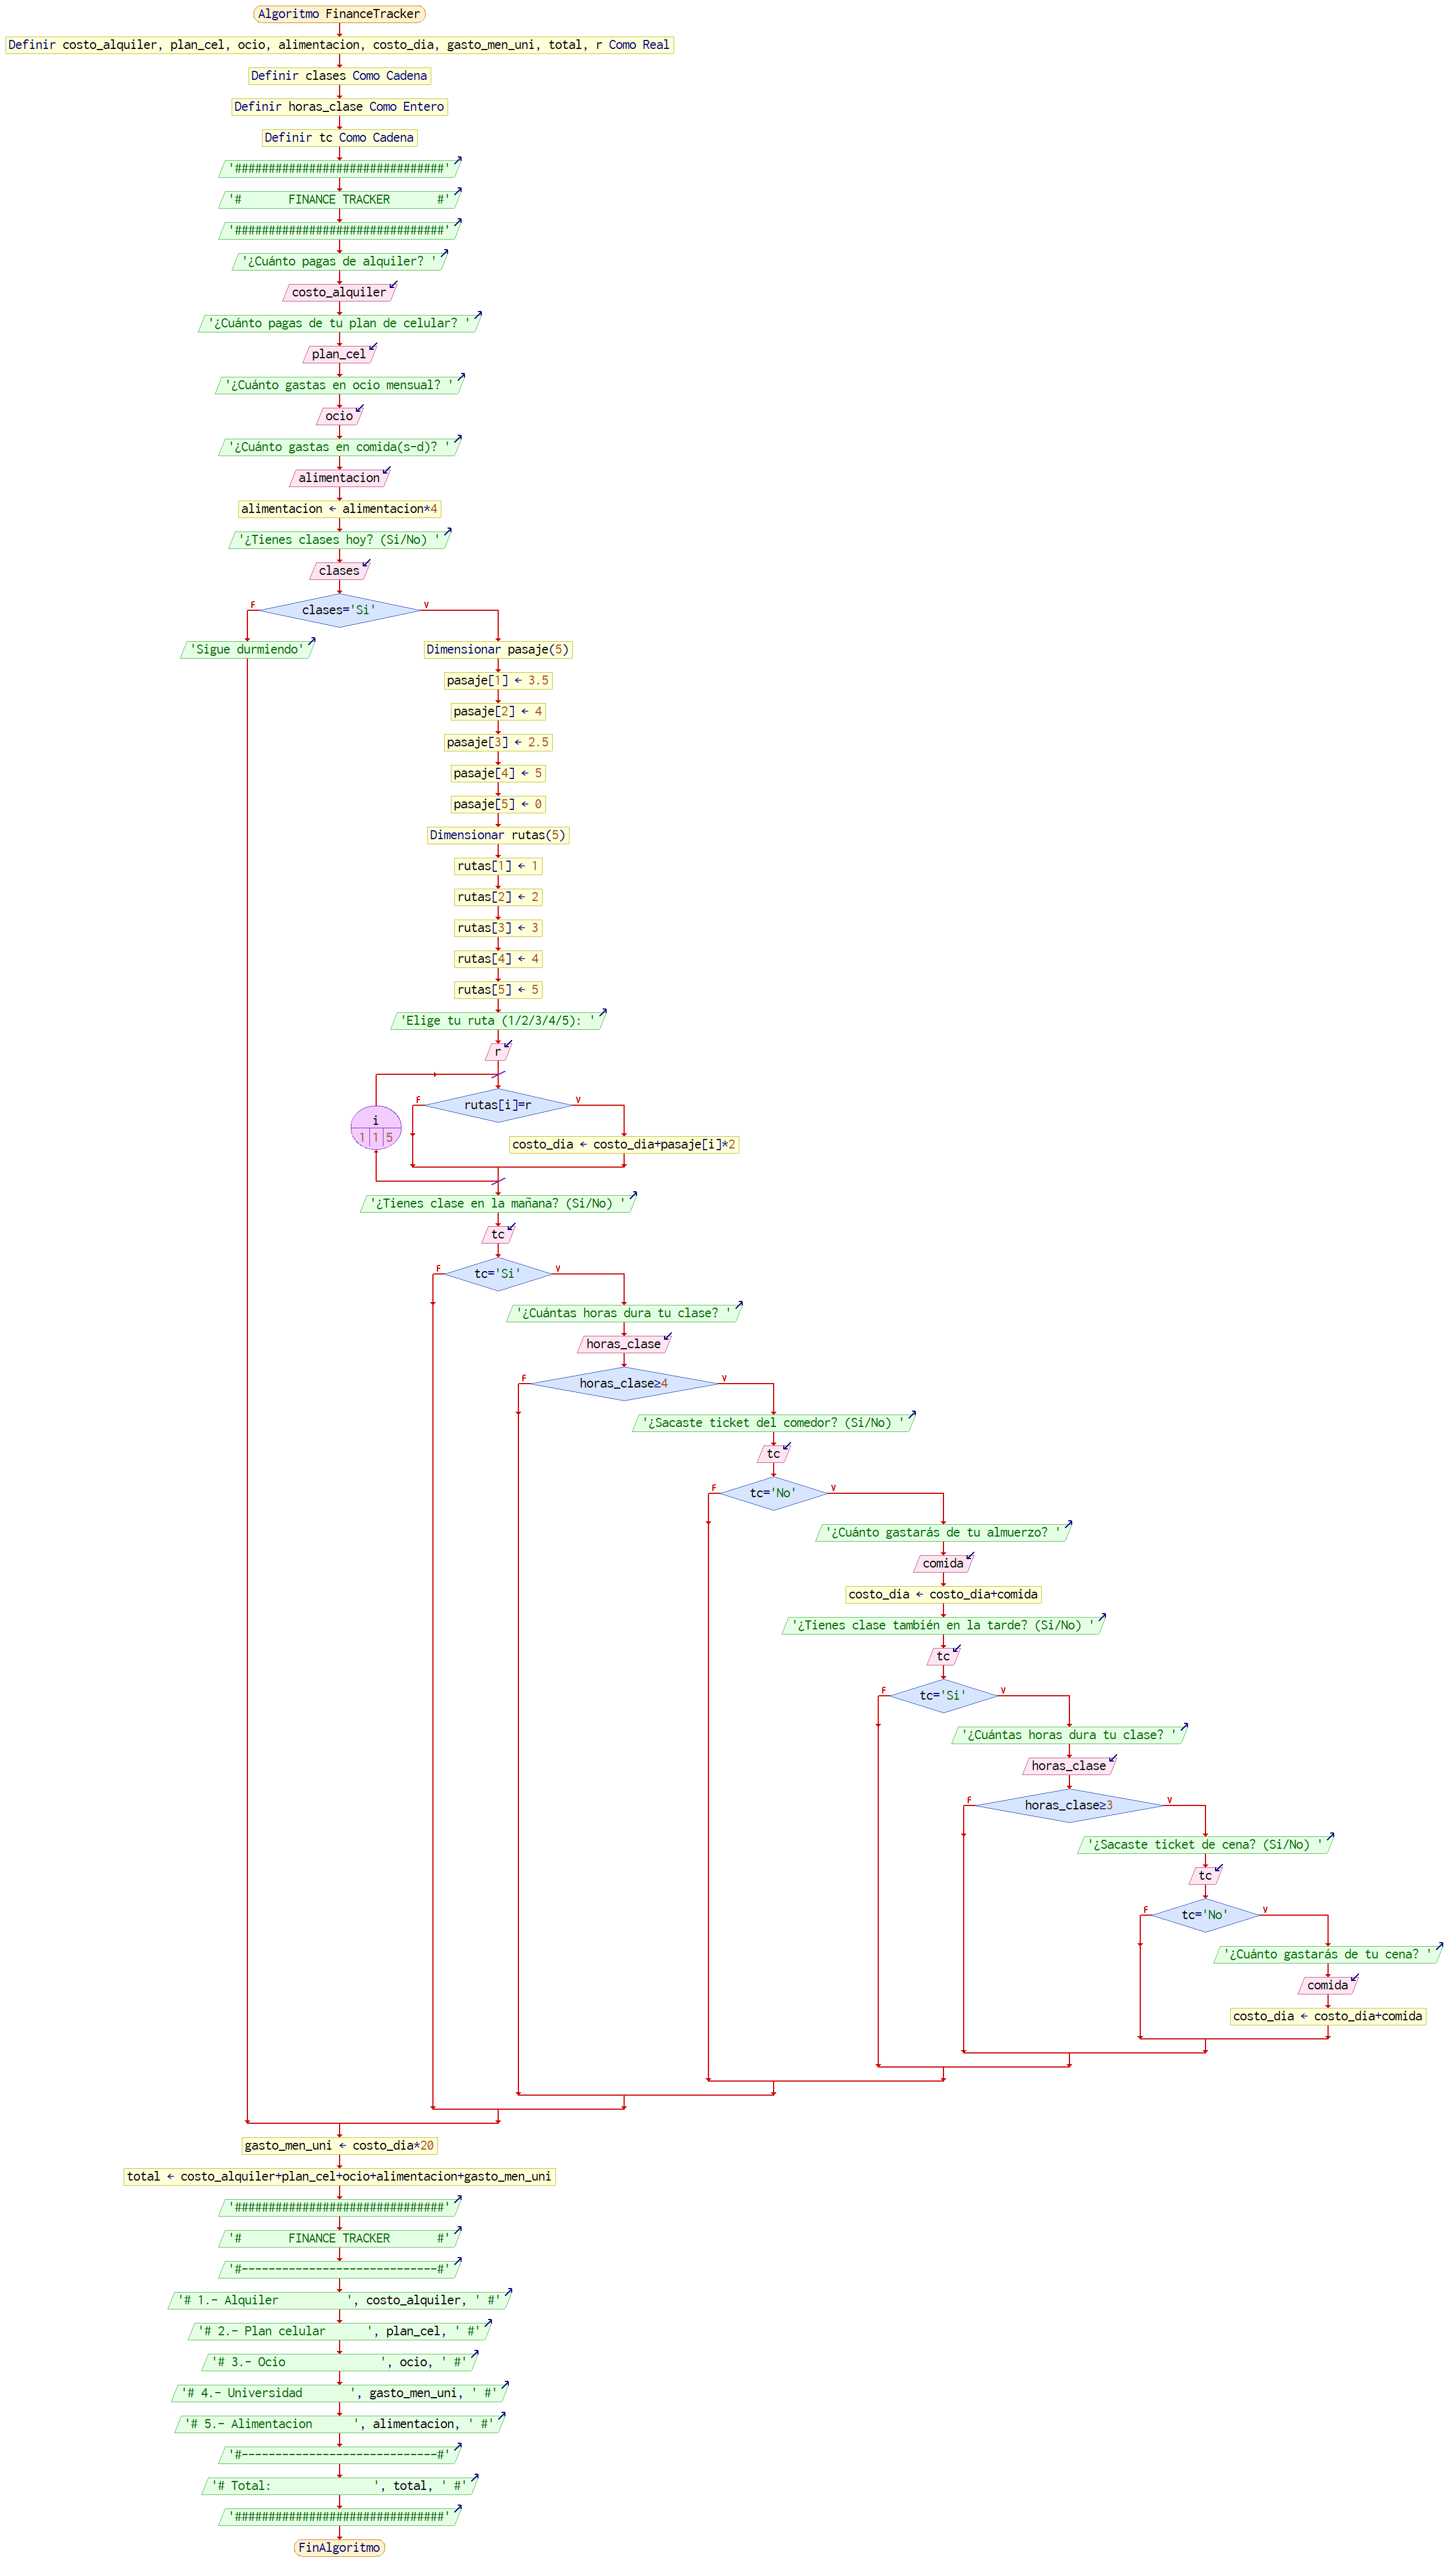 Algoritmo FinanceTracker
Definir costo_alquiler, plan_cel, ocio, alimentacion, costo_dia, gasto_men_uni, total, r Como Real
Definir clases Como Cadena
Definir horas_clase Como Entero
Definir tc Como Cadena
'###############################'
'#       FINANCE TRACKER       #'
'###############################'
'¿Cuánto pagas de alquiler? '
costo_alquiler
'¿Cuánto pagas de tu plan de celular? '
plan_cel
'¿Cuánto gastas en ocio mensual? '
ocio
'¿Cuánto gastas en comida(s-d)? '
alimentacion
alimentacion ← alimentacion*4
'¿Tienes clases hoy? (Si/No) '
clases
F clases='Si' V
'Sigue durmiendo'
Dimensionar pasaje(5)
pasaje[1] ← 3.5
pasaje[2] ← 4
pasaje[3] ← 2.5
pasaje[4] ← 5
pasaje[5] ← 0
Dimensionar rutas(5)
rutas[1] ← 1
rutas[2] ← 2
rutas[3] ← 3
rutas[4] ← 4
rutas[5] ← 5
'Elige tu ruta (1/2/3/4/5): '
r
i
1 1 5
F rutas[i]=r V
costo_dia ← costo_dia+pasaje[i]*2
'¿Tienes clase en la mañana? (Si/No) '
tc
F tc='Si' V
'¿Cuántas horas dura tu clase? '
horas_clase
F horas_clase≥4 V
'¿Sacaste ticket del comedor? (Si/No) '
tc
F tc='No' V
'¿Cuánto gastarás de tu almuerzo? '
comida
costo_dia ← costo_dia+comida
'¿Tienes clase también en la tarde? (Si/No) '
tc
F tc='Si' V
'¿Cuántas horas dura tu clase? '
horas_clase
F horas_clase≥3 V
'¿Sacaste ticket de cena? (Si/No) '
tc
F tc='No' V
'¿Cuánto gastarás de tu cena? '
comida
costo_dia ← costo_dia+comida
gasto_men_uni ← costo_dia*20
total ← costo_alquiler+plan_cel+ocio+alimentacion+gasto_men_uni
'###############################'
'#       FINANCE TRACKER       #'
'#-----------------------------#'
'# 1.- Alquiler          ', costo_alquiler, ' #'
'# 2.- Plan celular      ', plan_cel, ' #'
'# 3.- Ocio              ', ocio, ' #'
'# 4.- Universidad       ', gasto_men_uni, ' #'
'# 5.- Alimentacion      ', alimentacion, ' #'
'#-----------------------------#'
'# Total:               ', total, ' #'
'###############################'
FinAlgoritmo